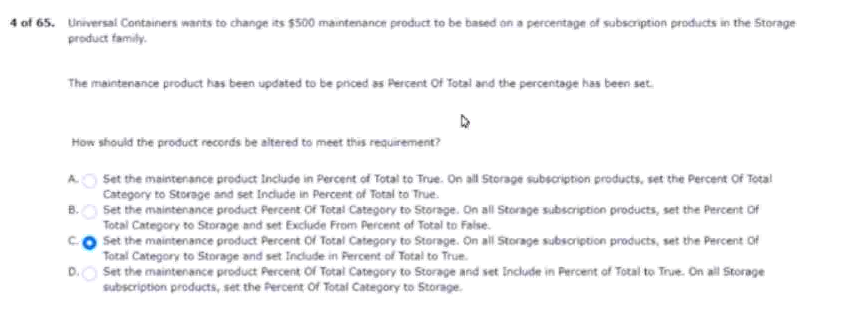 4 of 65. Universal Containers wants to change its $500 maintenance product to be based on a percentage of subscription products in the Storage
product family.
The maintenance product has been updated to be priced as Percent Of Total and the percentage has been set.
How should the product records be altered to meet this requirement?
A. Set the maintenance product Include in Percent of Total to True. On all Storage subscription products, set the Percent Of Total
Category to Storage and set Include in Percent of Total to True.
B. Set the maintenance product Percent Of Total Category to Storage. On all Storage subscription products, set the Percent Of
Total Category to Storage and set Exclude From Percent of Total to False.
C. Set the maintenance product Percent Of Total Category to Storage. On all Storage subscription products, set the Percent Of
Total Category to Storage and set Include in Percent of Total to True.
D. Set the maintenance product Percent Of Total Category to Storage and set Include in Percent of Total to True. On all Storage
subscription products, set the Percent Of Total Category to Storage.